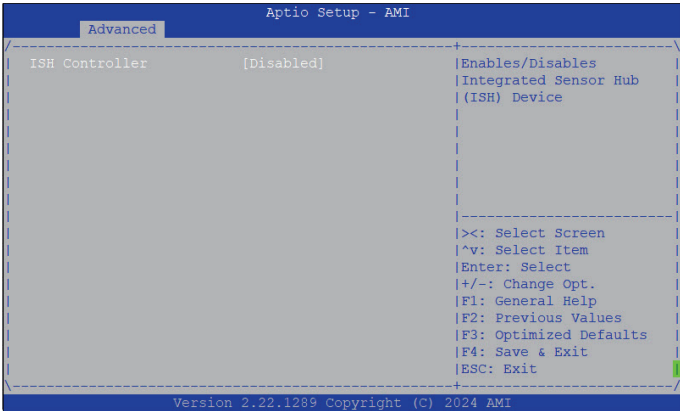 Aptio Setup - AMI
Advanced
ISH Controller [Disabled]
Enables/Disables
Integrated Sensor Hub
(ISH) Device
><: Select Screen
^v: Select Item
Enter: Select
+/-: Change Opt.
F1: General Help
F2: Previous Values
F3: Optimized Defaults
F4: Save & Exit
ESC: Exit
Version 2.22.1289 Copyright (C) 2024 AMI